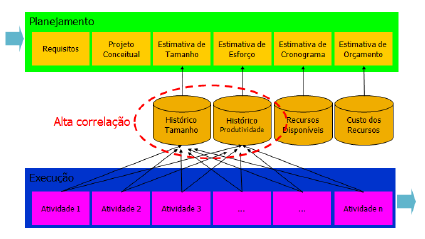 Planejamento
Requisitos
Projeto
Conceitual
Estimativa de
Tamanho
Estimativa de
Esforço
Estimativa de
Cronograma
Estimativa de
Orçamento
Alta correlação
Histórico
Tamanho
Histórico
Produtividade
Recursos
Disponíveis
Custo dos
Recursos
Execução
Atividade 1
Atividade 2
Atividade 3
...
...
Atividade n